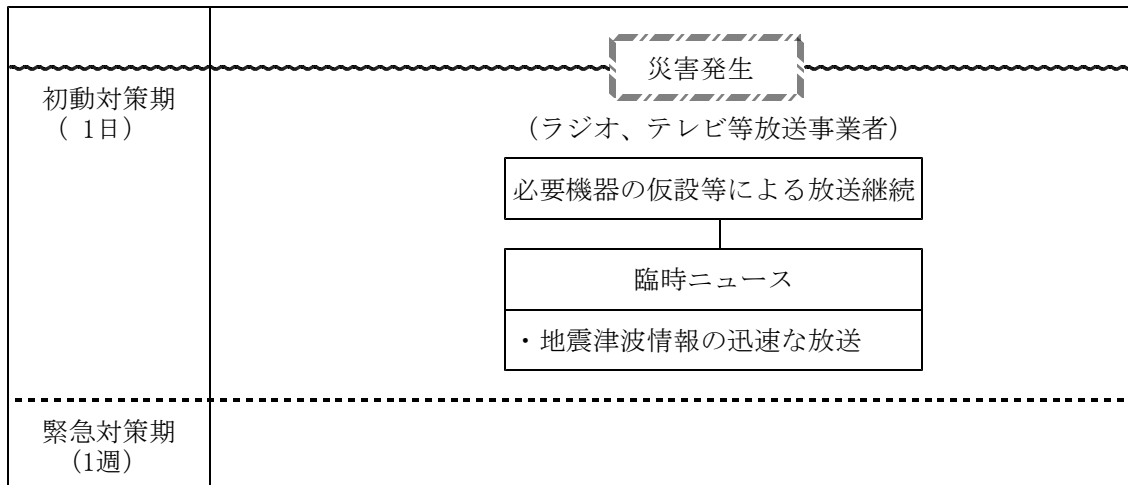 災害発生
初動対策期
( 1日)
(ラジオ、テレビ等放送事業者)
必要機器の仮設等による放送継続
臨時ニュース
・地震津波情報の迅速な放送
緊急対策期
(1週)